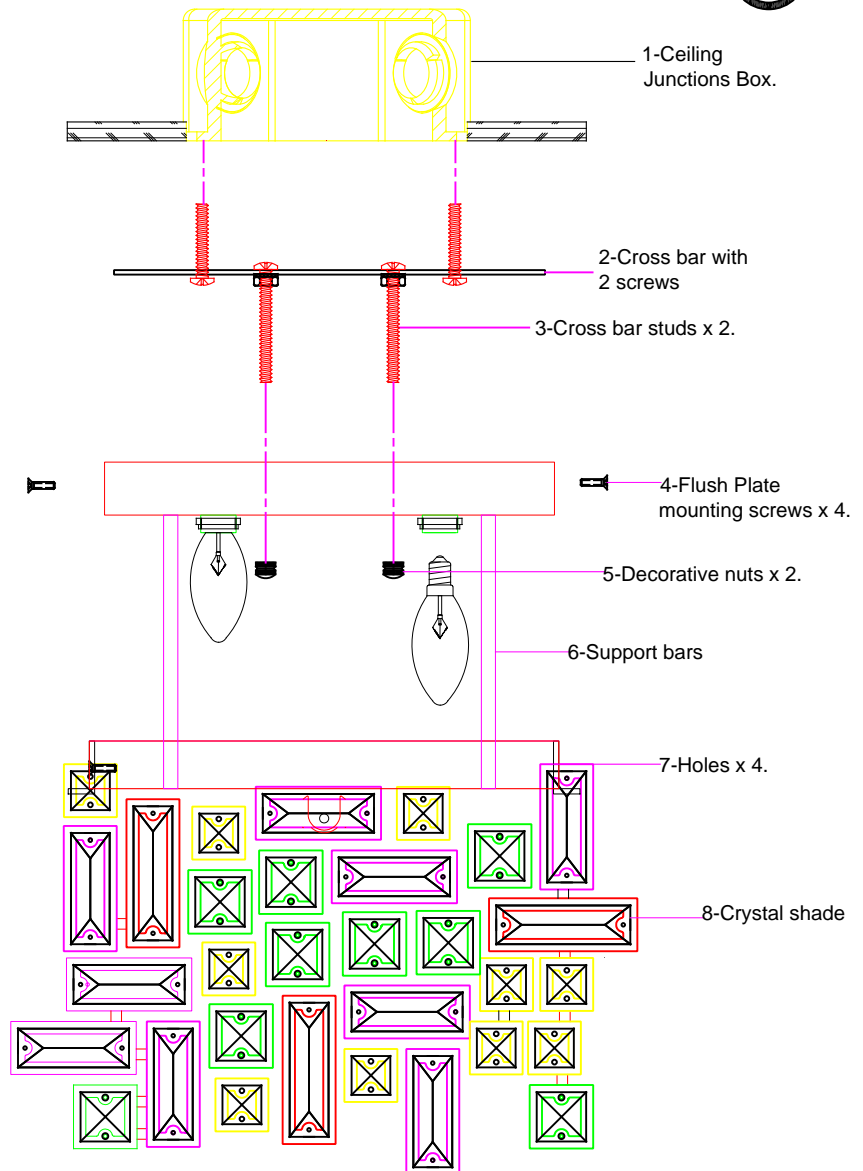 1-Ceiling
Junctions Box.
2-Cross bar with
2 screws
3-Cross bar studs x 2.
4-Flush Plate
mounting screws x 4.
5-Decorative nuts x 2.
6-Support bars
7-Holes x 4.
8-Crystal shade